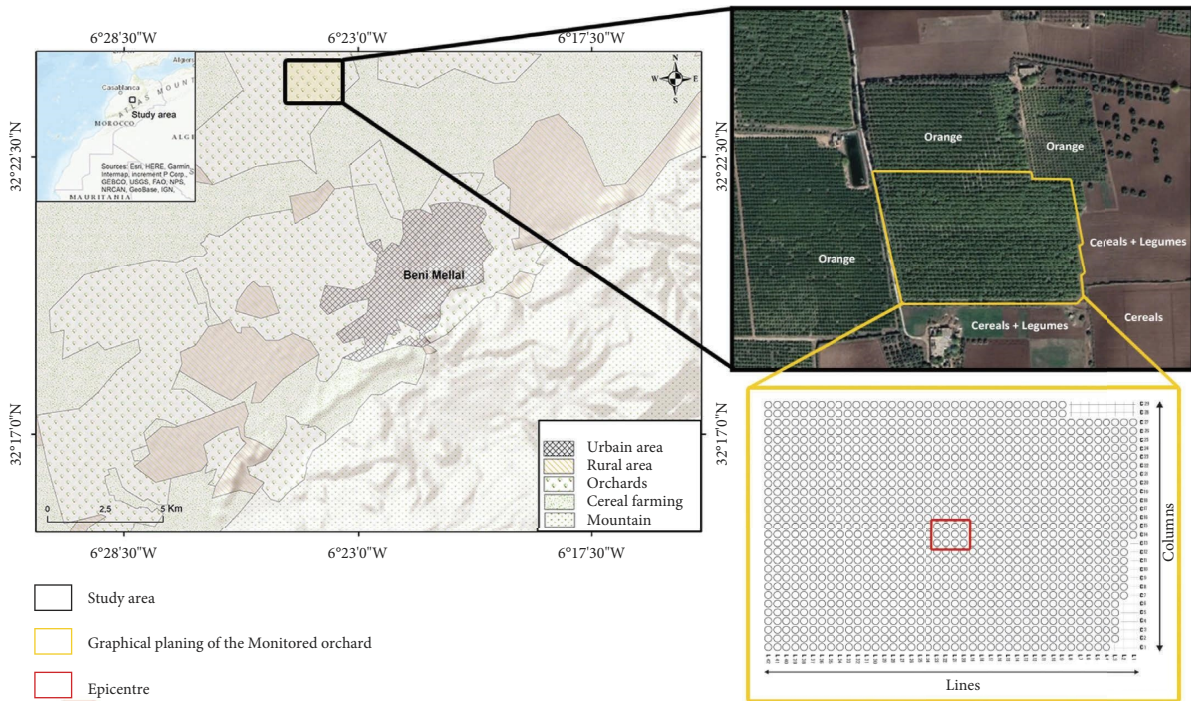 6°28'30"W
6°23'0"W
6°17'30"W
Casablanca
Algeria
ATLAS MOUNT
Study area
MOROCCO
ALGE
Sources: Esri, HERE, Garmin,
Intermap, increment P Corp.,
GEBCO, USGS, FAO, NPS,
NRCAN, GeoBase, IGN,
MAURITANIA
N
W E
S
32°22'30"N
32°22'30"N
Beni Mellal
32°17'0"N
32°17'0"N
Urbain area
Rural area
Orchards
Cereal farming
Mountain
0 2,5 5 Km
6°28'30"W
6°23'0"W
6°17'30"W
Orange
Orange
Orange
Cereals + Legumes
Cereals + Legumes
Cereals
Columns
Lines
Study area
Graphical planing of the Monitored orchard
Epicentre